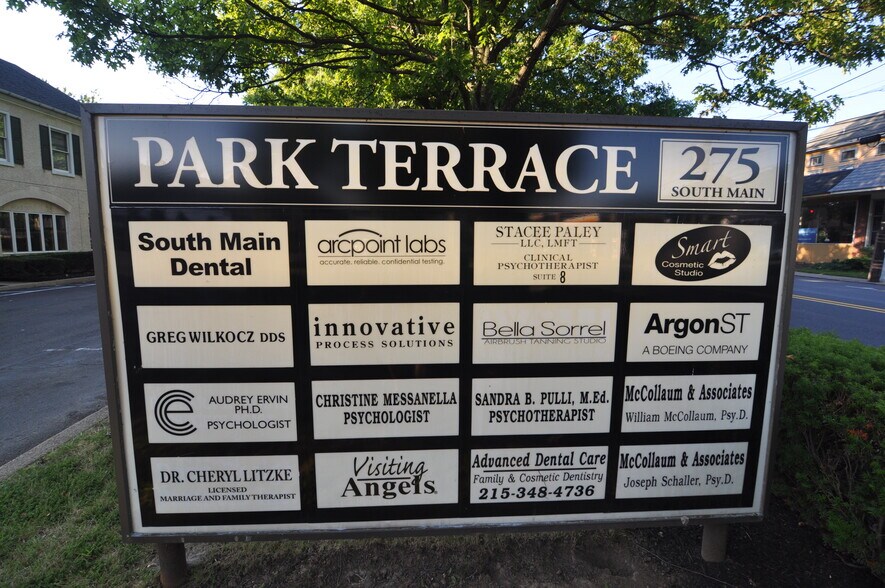 PARK TERRACE
275
SOUTH MAIN
South Main
Dental
arcpoint labs
accurate, reliable, confidential testing.
STACEE PALEY
LLC, LMFT
CLINICAL
PSYCHOTHERAPIST
SUITE 8
Smart
Cosmetic
Studio
GREG WILKOCZ DDS
innovative
PROCESS SOLUTIONS
Bella Sorrel
AIRBRUSH TANNING STUDIO
ArgonST
A BOEING COMPANY
e
AUDREY ERVIN
PH.D.
PSYCHOLOGIST
CHRISTINE MESSANELLA
PSYCHOLOGIST
SANDRA B. PULLI, M.Ed.
PSYCHOTHERAPIST
McCollaum & Associates
William McCollaum, Psy.D.
DR. CHERYL LITZKE
LICENSED
MARRIAGE AND FAMILY THERAPIST
Visiting
Angels®
Advanced Dental Care
Family & Cosmetic Dentistry
215-348-4736
McCollaum & Associates
Joseph Schaller, Psy.D.